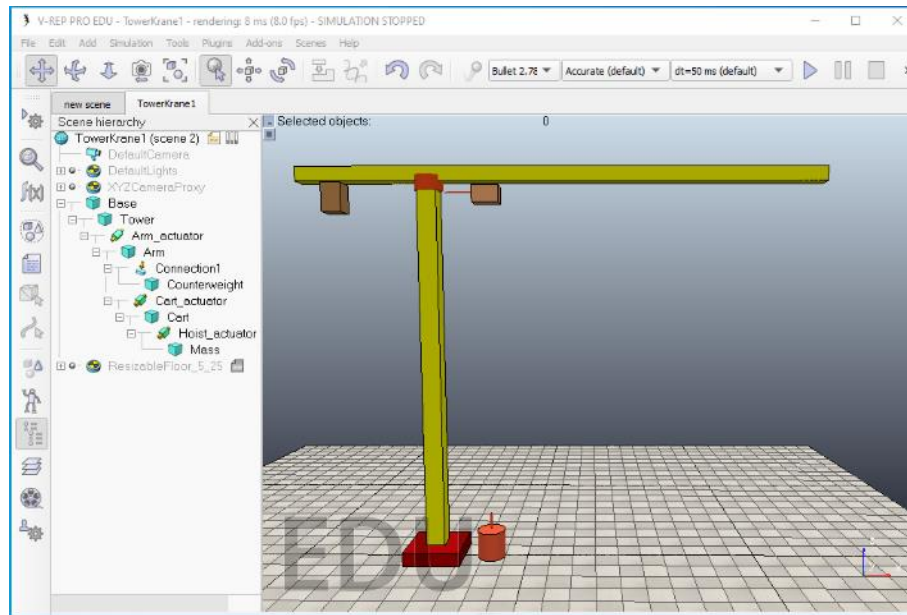 V-REP PRO EDU - TowerKrane1 - rendering: 8 ms (8.0 fps) - SIMULATION STOPPED
File Edit Add Simulation Tools Plugins Add-ons Scenes Help
Bullet 2.78 Accurate (default) dt=50 ms (default)
new scene TowerKrane1
Scene hierarchy
Selected objects: 0
TowerKrane1 (scene 2)
DefaultCamera
DefaultLights
XYZCameraProxy
Base
Tower
Arm_actuator
Arm
Connection1
Counterweight
Cart_actuator
Cart
Hoist_actuator
Mass
ResizableFloor_5_25
f(x)
EDU